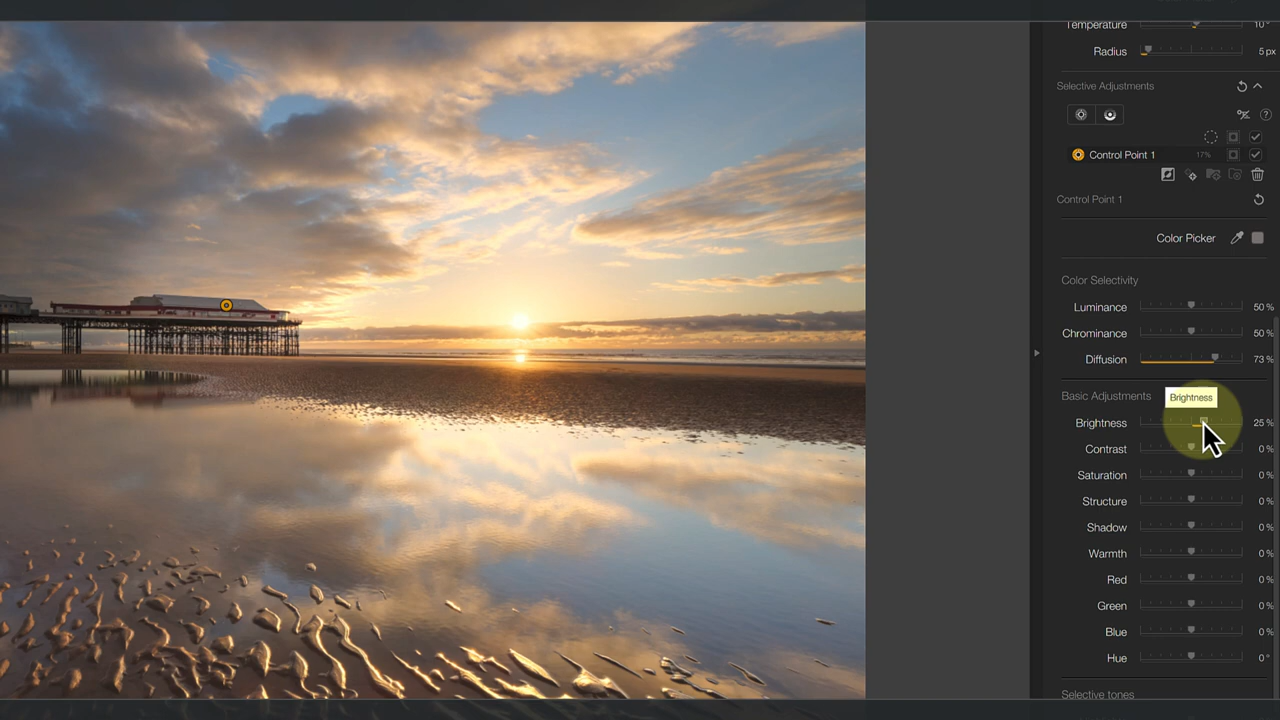 Temperature 10°
Radius 5 px
Selective Adjustments
Control Point 1 17%
Control Point 1
Color Picker
Color Selectivity
Luminance 50 %
Chrominance 50 %
Diffusion 73 %
Basic Adjustments Brightness
Brightness 25 %
Contrast 0 %
Saturation 0 %
Structure 0 %
Shadow 0 %
Warmth 0 %
Red 0 %
Green 0 %
Blue 0 %
Hue 0 °
Selective tones